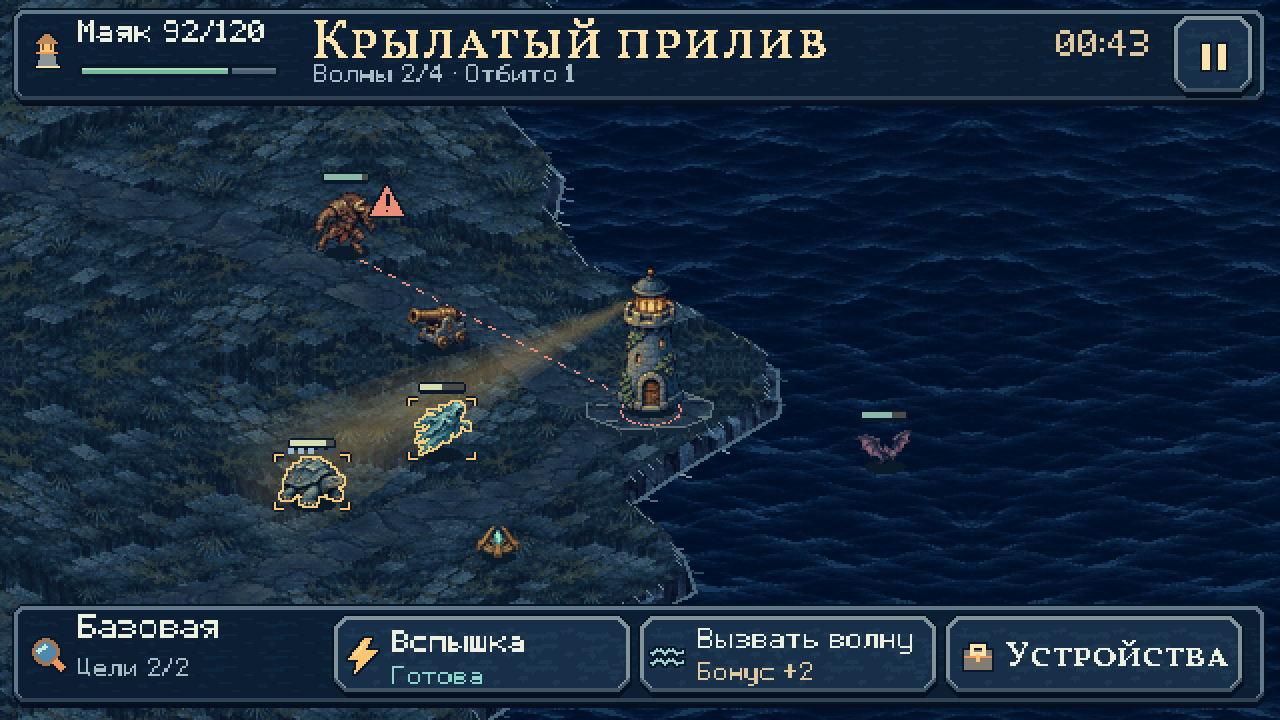 Маяк 92/120
Крылатый прилив
Волны 2/4 · Отбито 1
00:43
Базовая
Цели 2/2
Вспышка
Готова
Вызвать волну
Бонус +2
Устройства